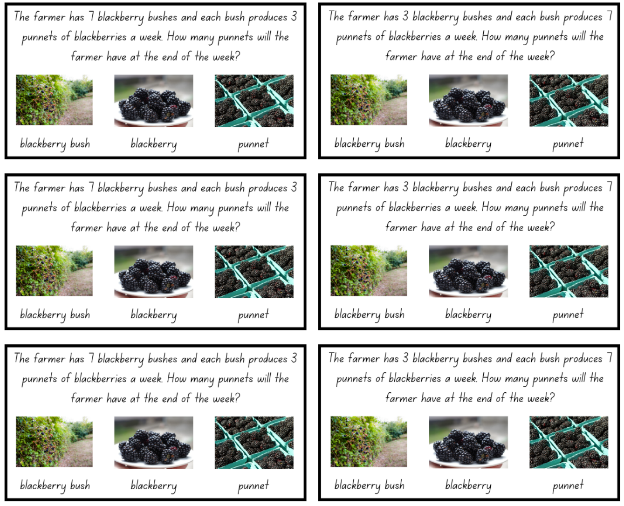 The farmer has 7 blackberry bushes and each bush produces 3
punnets of blackberries a week. How many punnets will the
farmer have at the end of the week?
blackberry bush blackberry punnet
The farmer has 3 blackberry bushes and each bush produces 7
punnets of blackberries a week. How many punnets will the
farmer have at the end of the week?
blackberry bush blackberry punnet
The farmer has 7 blackberry bushes and each bush produces 3
punnets of blackberries a week. How many punnets will the
farmer have at the end of the week?
blackberry bush blackberry punnet
The farmer has 3 blackberry bushes and each bush produces 7
punnets of blackberries a week. How many punnets will the
farmer have at the end of the week?
blackberry bush blackberry punnet
The farmer has 7 blackberry bushes and each bush produces 3
punnets of blackberries a week. How many punnets will the
farmer have at the end of the week?
blackberry bush blackberry punnet
The farmer has 3 blackberry bushes and each bush produces 7
punnets of blackberries a week. How many punnets will the
farmer have at the end of the week?
blackberry bush blackberry punnet